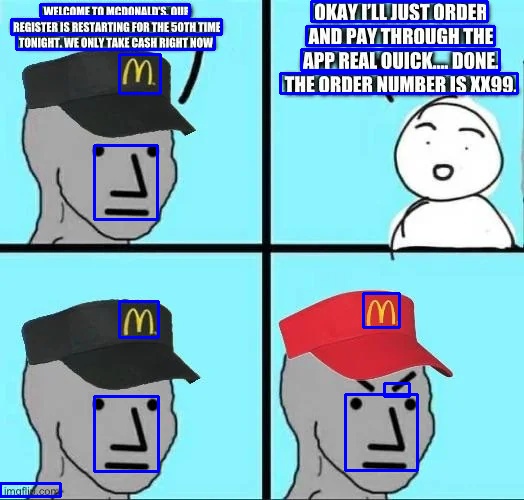 WELCOME TO MCDONALD'S. OUR
REGISTER IS RESTARTING FOR THE 50TH TIME
TONIGHT. WE ONLY TAKE CASH RIGHT NOW
OKAY I'LL JUST ORDER
AND PAY THROUGH THE
APP REAL QUICK.... DONE.
THE ORDER NUMBER IS XX99.
imgflip.com